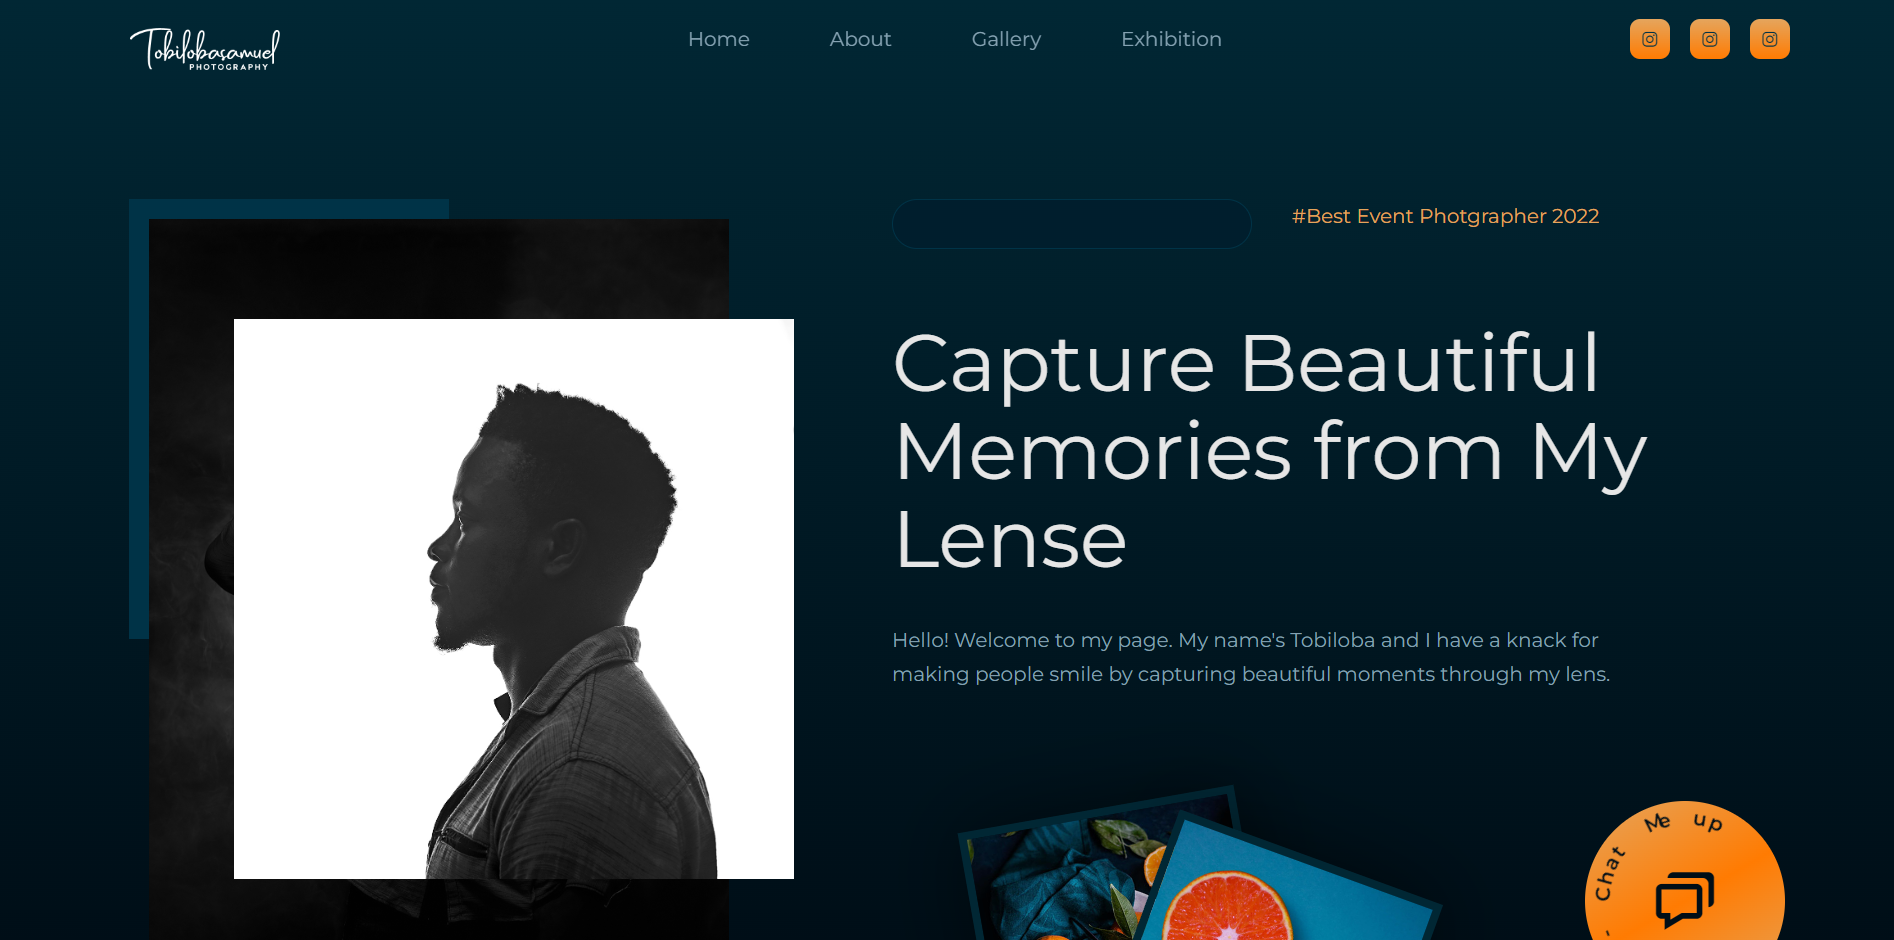 Tobilobasamuel
PHOTOGRAPHY
Home About Gallery Exhibition
#Best Event Photgrapher 2022
Capture Beautiful
Memories from My
Lense
Hello! Welcome to my page. My name's Tobiloba and I have a knack for
making people smile by capturing beautiful moments through my lens.
- Chat Me up